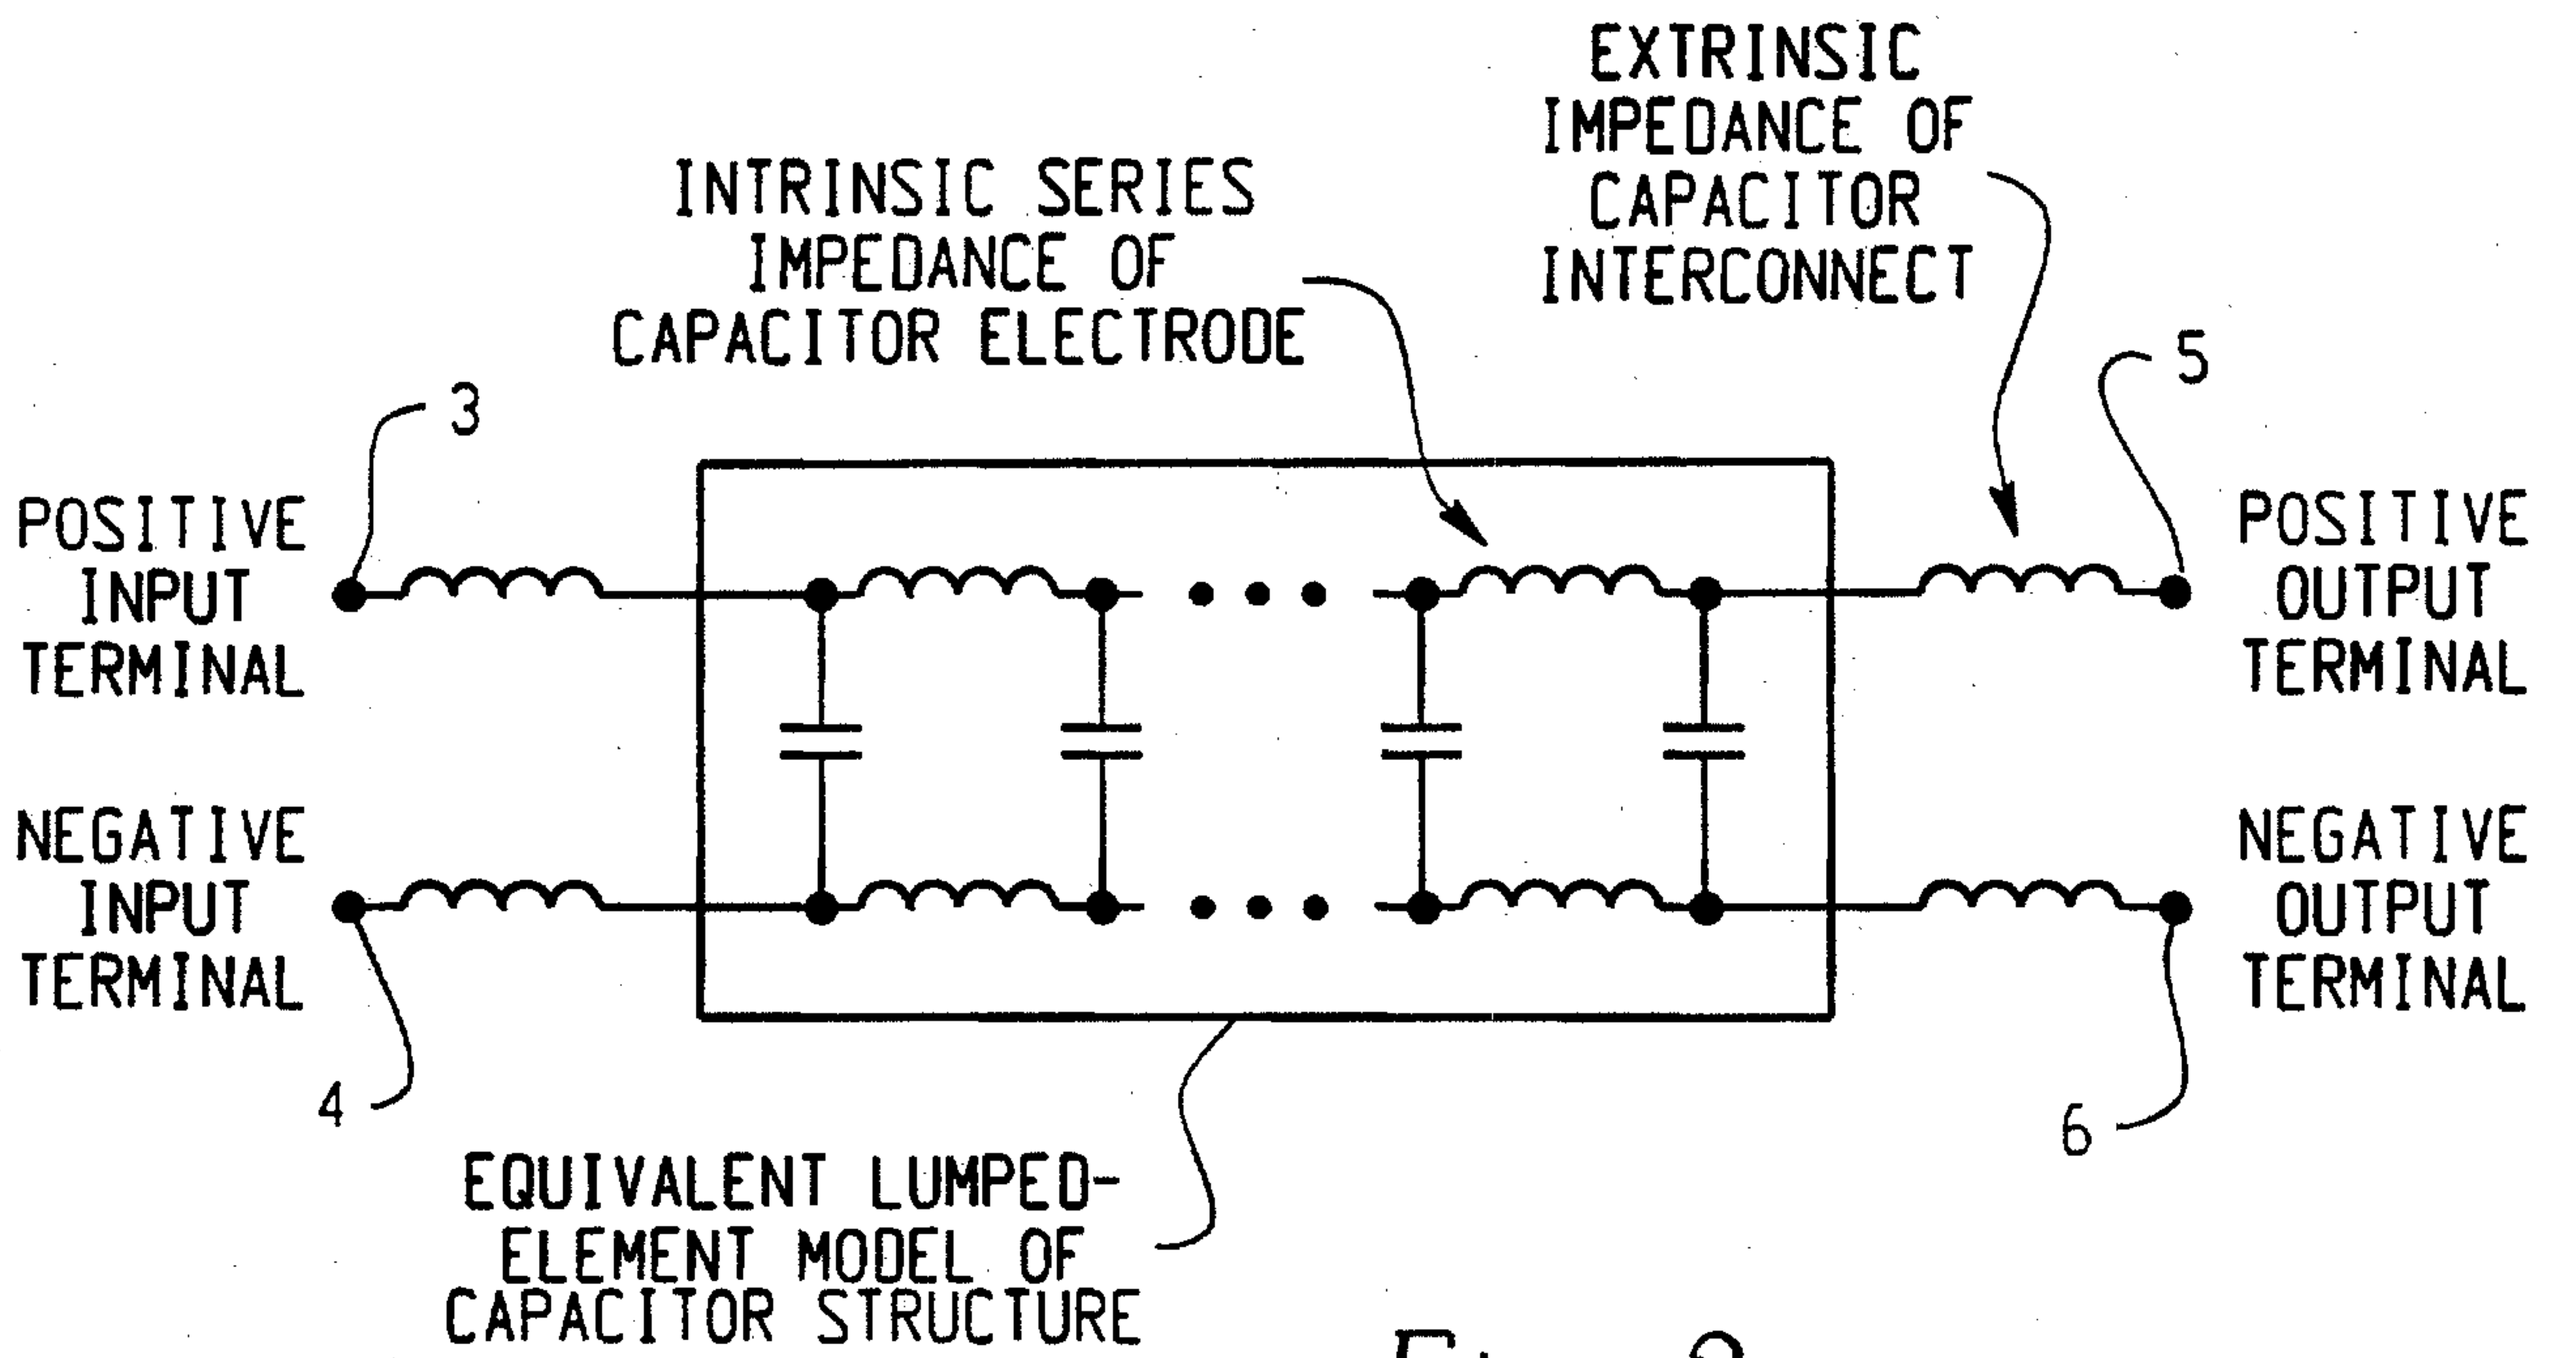 EXTRINSIC
IMPEDANCE OF
CAPACITOR
INTERCONNECT
INTRINSIC SERIES
IMPEDANCE OF
CAPACITOR ELECTRODE
3
5
POSITIVE
INPUT
TERMINAL
POSITIVE
OUTPUT
TERMINAL
NEGATIVE
INPUT
TERMINAL
NEGATIVE
OUTPUT
TERMINAL
4
6
EQUIVALENT LUMPED-
ELEMENT MODEL OF
CAPACITOR STRUCTURE